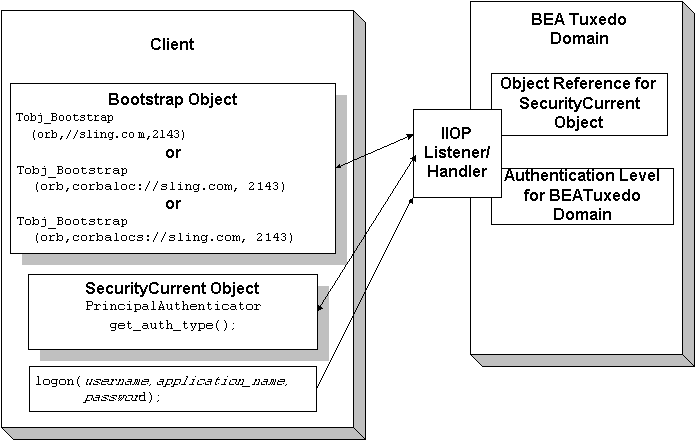 Client
Bootstrap Object
Tobj_Bootstrap
(orb,//sling.com,2143)
or
Tobj_Bootstrap
(orb,corbaloc://sling.com, 2143)
or
Tobj_Bootstrap
(orb,corbalocs://sling.com, 2143)
SecurityCurrent Object
PrincipalAuthenticator
get_auth_type();
logon(username,application_name,
password);
IIOP
Listener/
Handler
BEA Tuxedo
Domain
Object Reference for
SecurityCurrent
Object
Authentication Level
for BEATuxedo
Domain